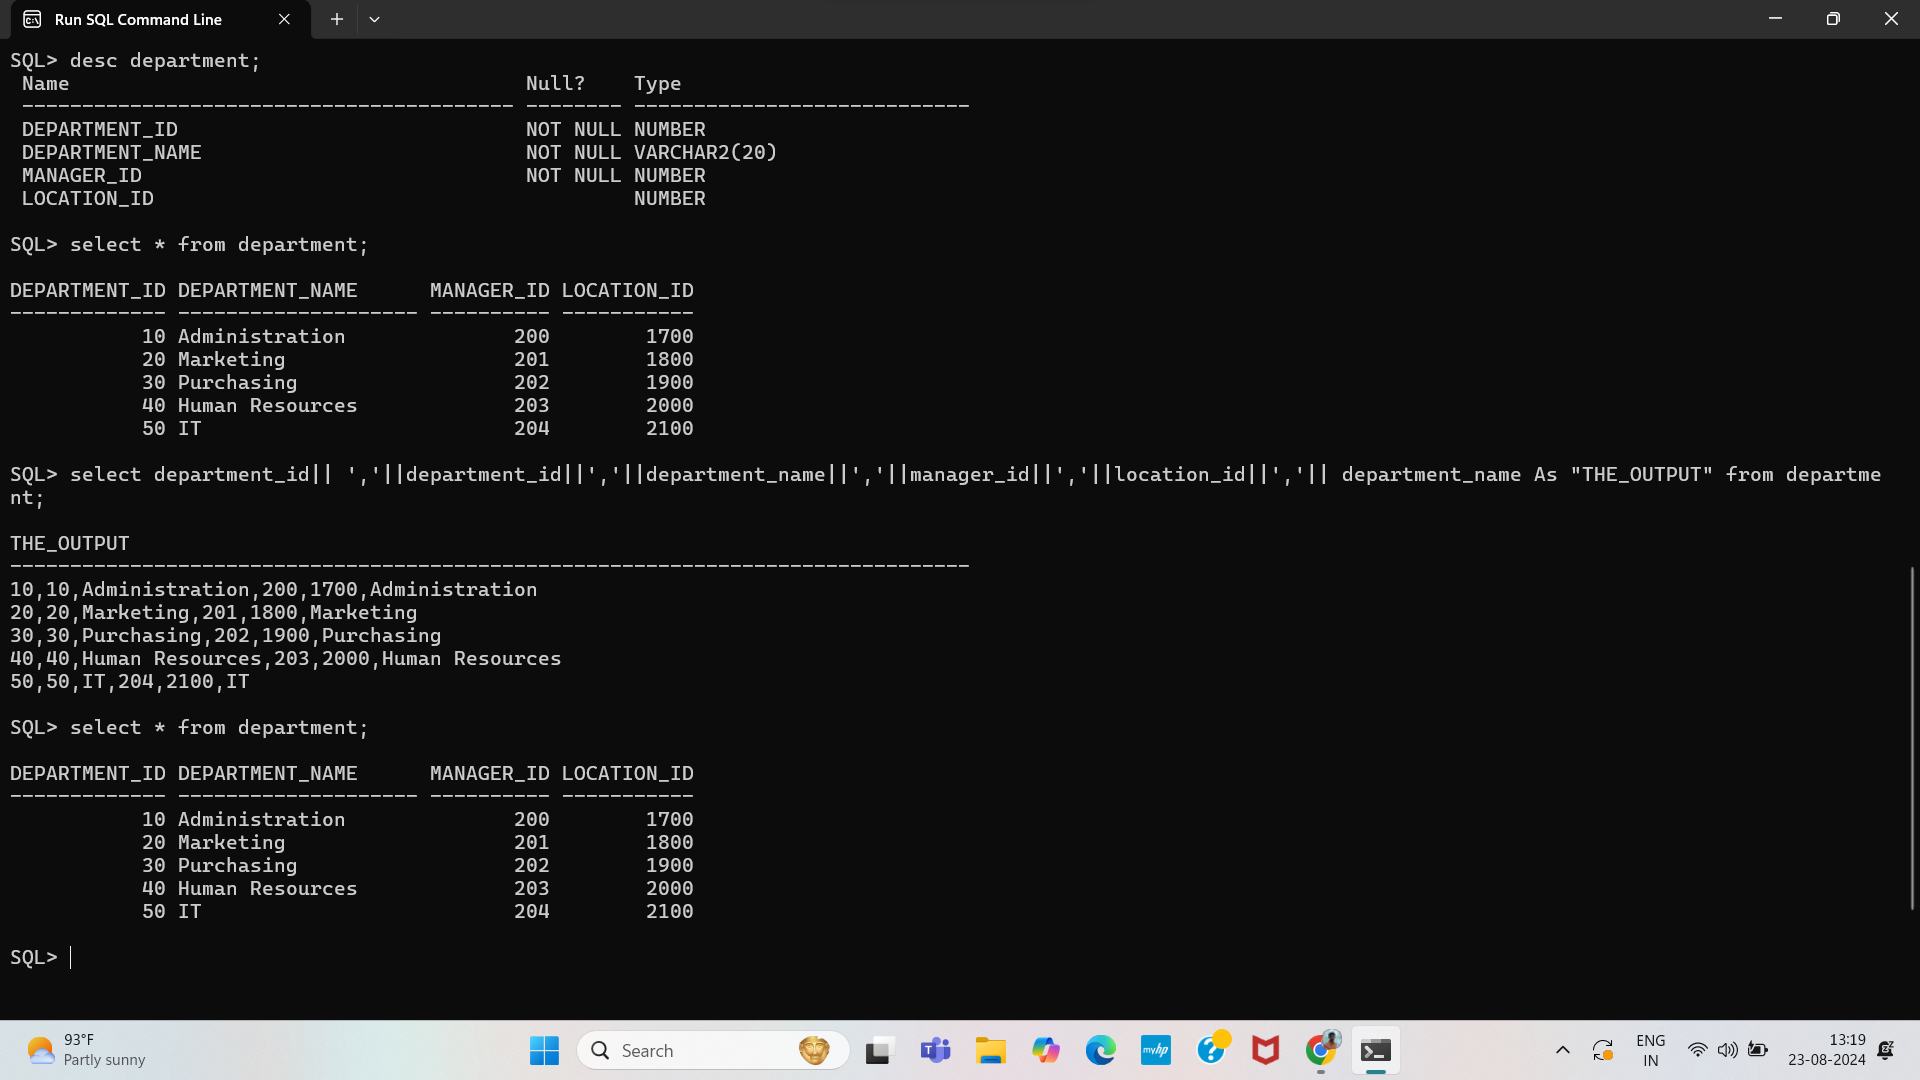 Run SQL Command Line
SQL> desc department;
 Name                                      Null?    Type
 ----------------------------------------- -------- ----------------------------
 DEPARTMENT_ID                             NOT NULL NUMBER
 DEPARTMENT_NAME                           NOT NULL VARCHAR2(20)
 MANAGER_ID                                NOT NULL NUMBER
 LOCATION_ID                                        NUMBER
SQL> select * from department;
DEPARTMENT_ID DEPARTMENT_NAME      MANAGER_ID LOCATION_ID
------------- -------------------- ---------- -----------
           10 Administration              200        1700
           20 Marketing                   201        1800
           30 Purchasing                  202        1900
           40 Human Resources             203        2000
           50 IT                          204        2100
SQL> select department_id|| ','||department_id||','||department_name||','||manager_id||','||location_id||','|| department_name As "THE_OUTPUT" from departme
nt;
THE_OUTPUT
--------------------------------------------------------------------------------
10,10,Administration,200,1700,Administration
20,20,Marketing,201,1800,Marketing
30,30,Purchasing,202,1900,Purchasing
40,40,Human Resources,203,2000,Human Resources
50,50,IT,204,2100,IT
SQL> select * from department;
DEPARTMENT_ID DEPARTMENT_NAME      MANAGER_ID LOCATION_ID
------------- -------------------- ---------- -----------
           10 Administration              200        1700
           20 Marketing                   201        1800
           30 Purchasing                  202        1900
           40 Human Resources             203        2000
           50 IT                          204        2100
SQL>
93°F
Partly sunny
Search
myhp
ENG
IN
13:19
23-08-2024